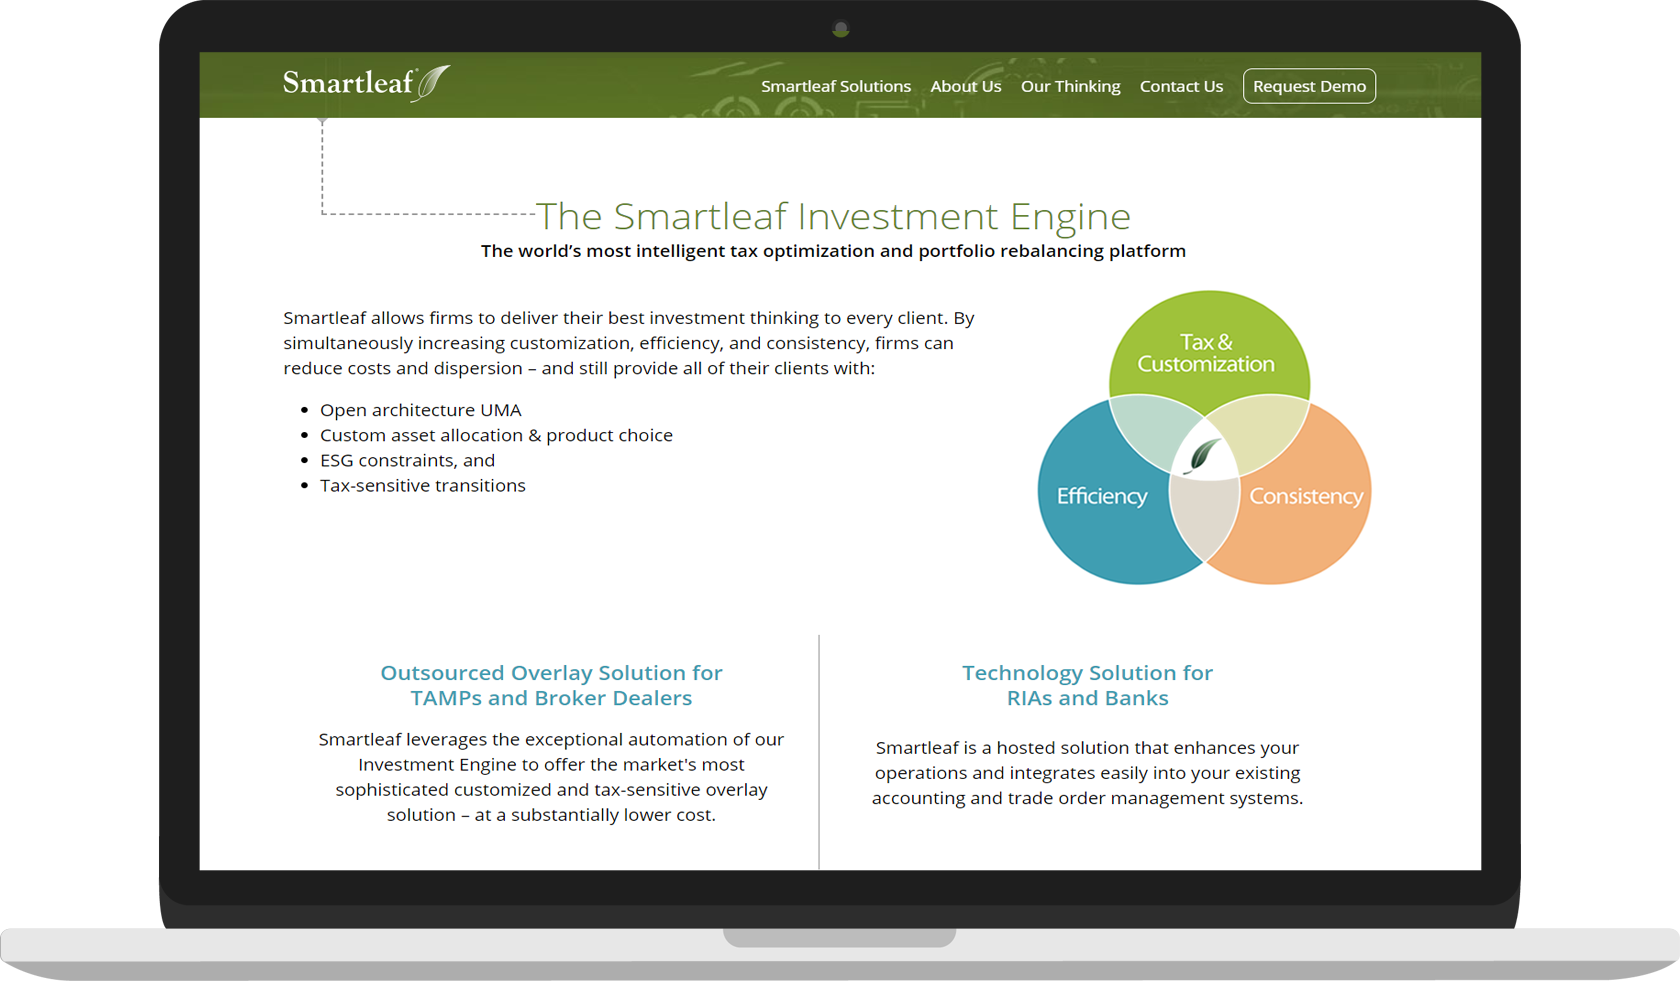 Smartleaf
Smartleaf Solutions About Us Our Thinking Contact Us Request Demo
The Smartleaf Investment Engine
The world’s most intelligent tax optimization and portfolio rebalancing platform
Smartleaf allows firms to deliver their best investment thinking to every client. By
simultaneously increasing customization, efficiency, and consistency, firms can
reduce costs and dispersion – and still provide all of their clients with:
• Open architecture UMA
• Custom asset allocation & product choice
• ESG constraints, and
• Tax-sensitive transitions
Tax &
Customization
Efficiency
Consistency
Outsourced Overlay Solution for
TAMPs and Broker Dealers
Smartleaf leverages the exceptional automation of our
Investment Engine to offer the market's most
sophisticated customized and tax-sensitive overlay
solution – at a substantially lower cost.
Technology Solution for
RIAs and Banks
Smartleaf is a hosted solution that enhances your
operations and integrates easily into your existing
accounting and trade order management systems.